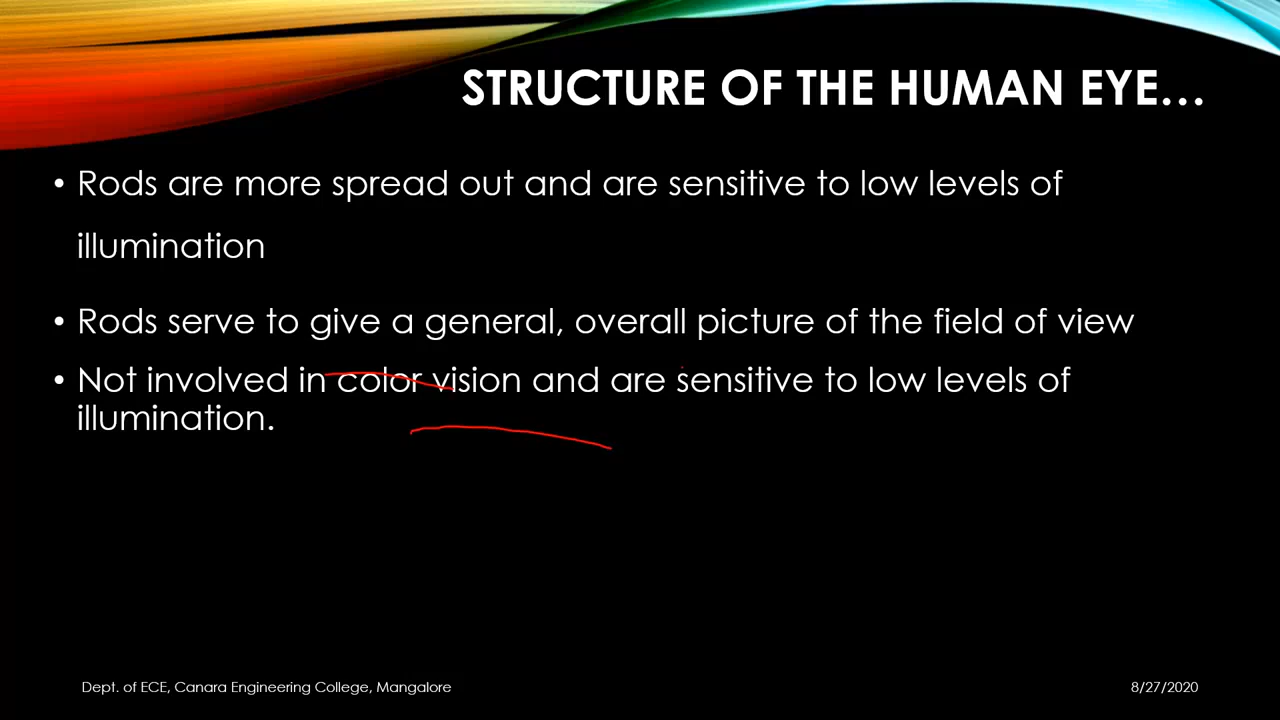 STRUCTURE OF THE HUMAN EYE...
• Rods are more spread out and are sensitive to low levels of
illumination
• Rods serve to give a general, overall picture of the field of view
• Not involved in color vision and are sensitive to low levels of
illumination.
Dept. of ECE, Canara Engineering College, Mangalore
8/27/2020